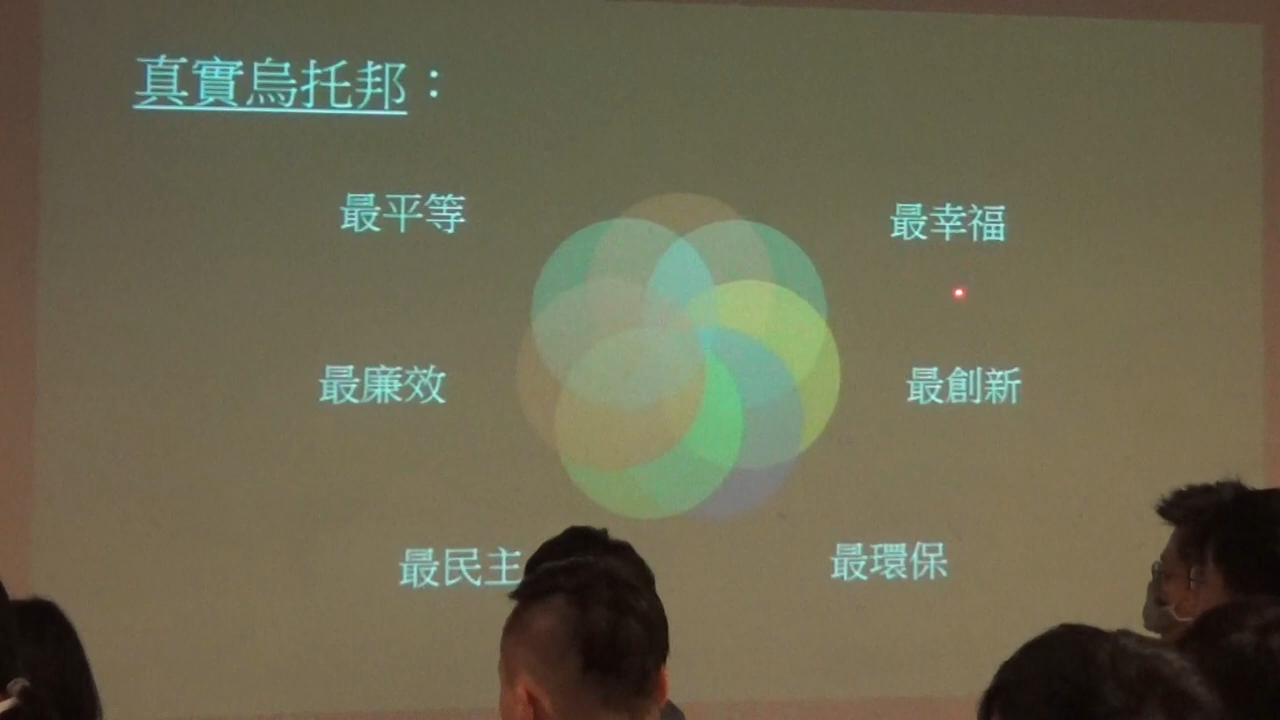 真實烏托邦：
最平等
最幸福
最廉效
最創新
最民主
最環保